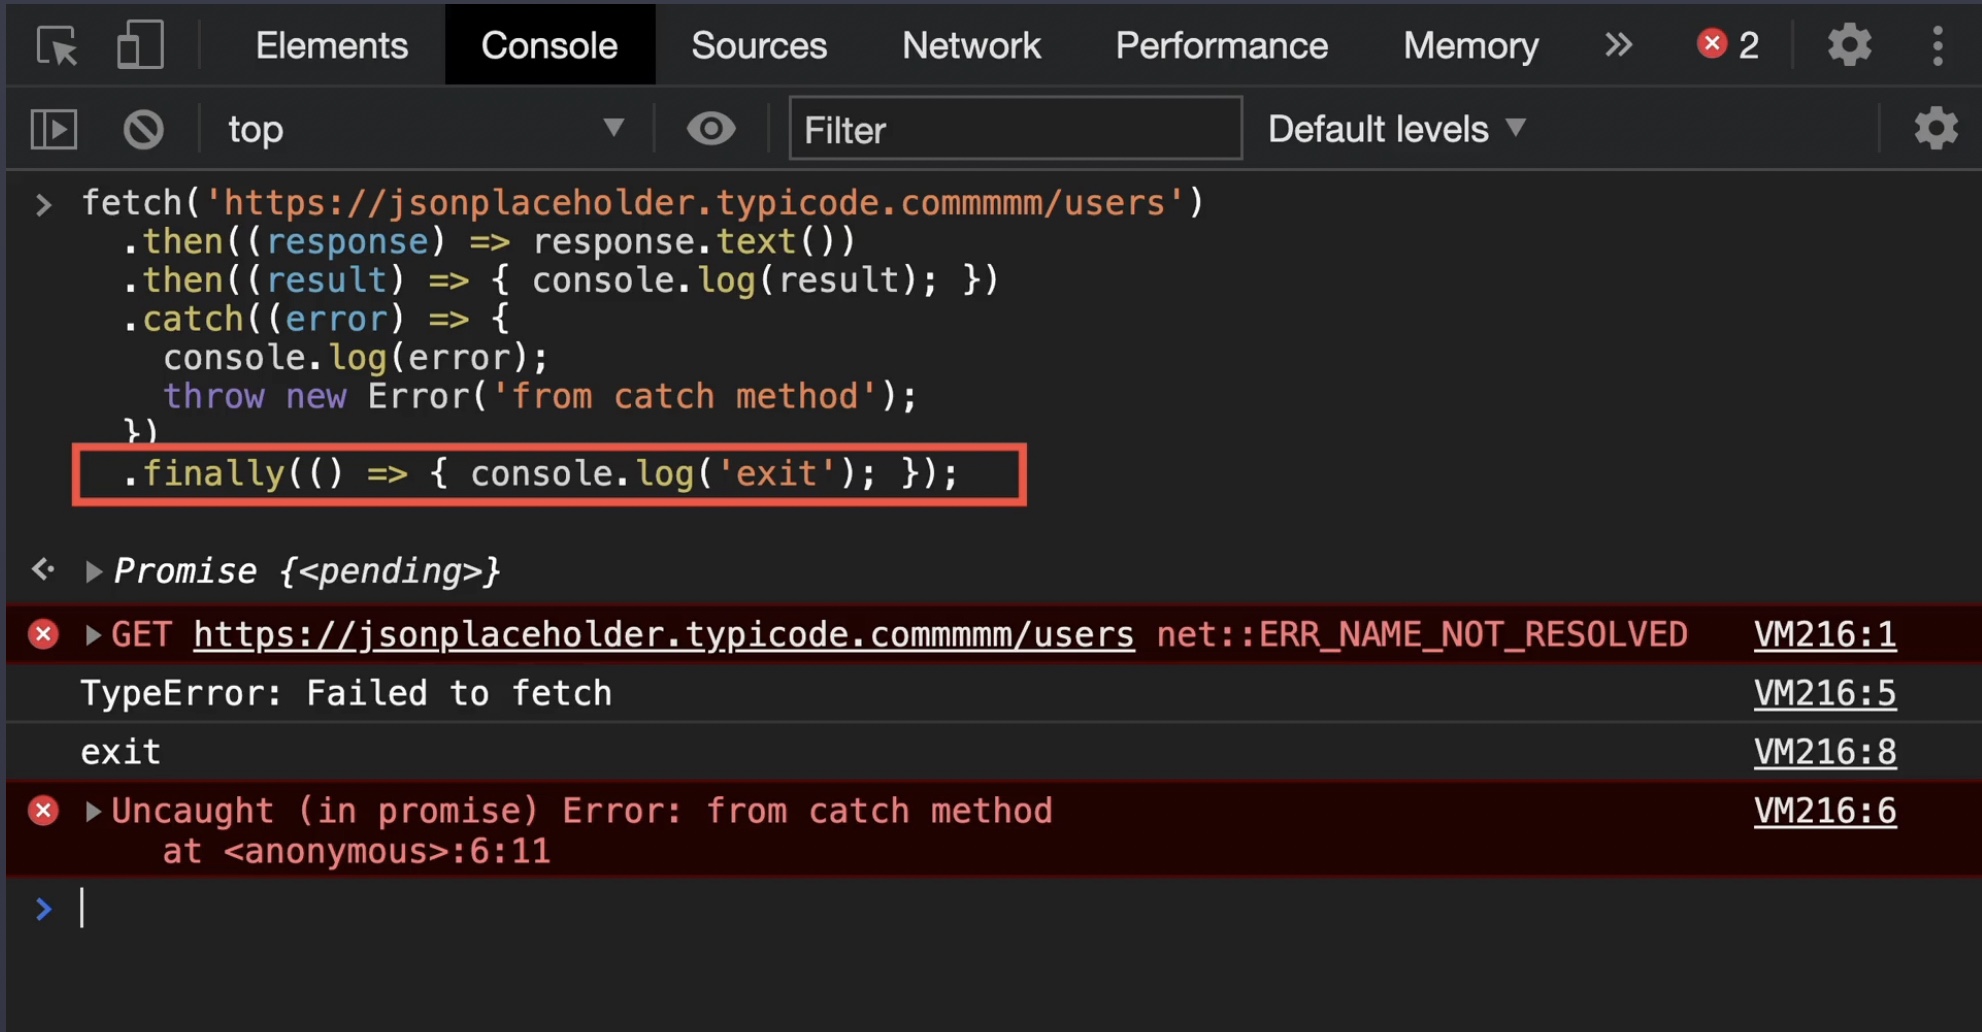 Elements Console Sources Network Performance Memory » 2
top ▼ Filter Default levels ▼
> fetch('https://jsonplaceholder.typicode.commmmm/users')
  .then((response) => response.text())
  .then((result) => { console.log(result); })
  .catch((error) => {
    console.log(error);
    throw new Error('from catch method');
  })
  .finally(() => { console.log('exit'); });
Promise {<pending>}
GET https://jsonplaceholder.typicode.commmmm/users net::ERR_NAME_NOT_RESOLVED VM216:1
TypeError: Failed to fetch VM216:5
exit VM216:8
Uncaught (in promise) Error: from catch method VM216:6
    at <anonymous>:6:11
>